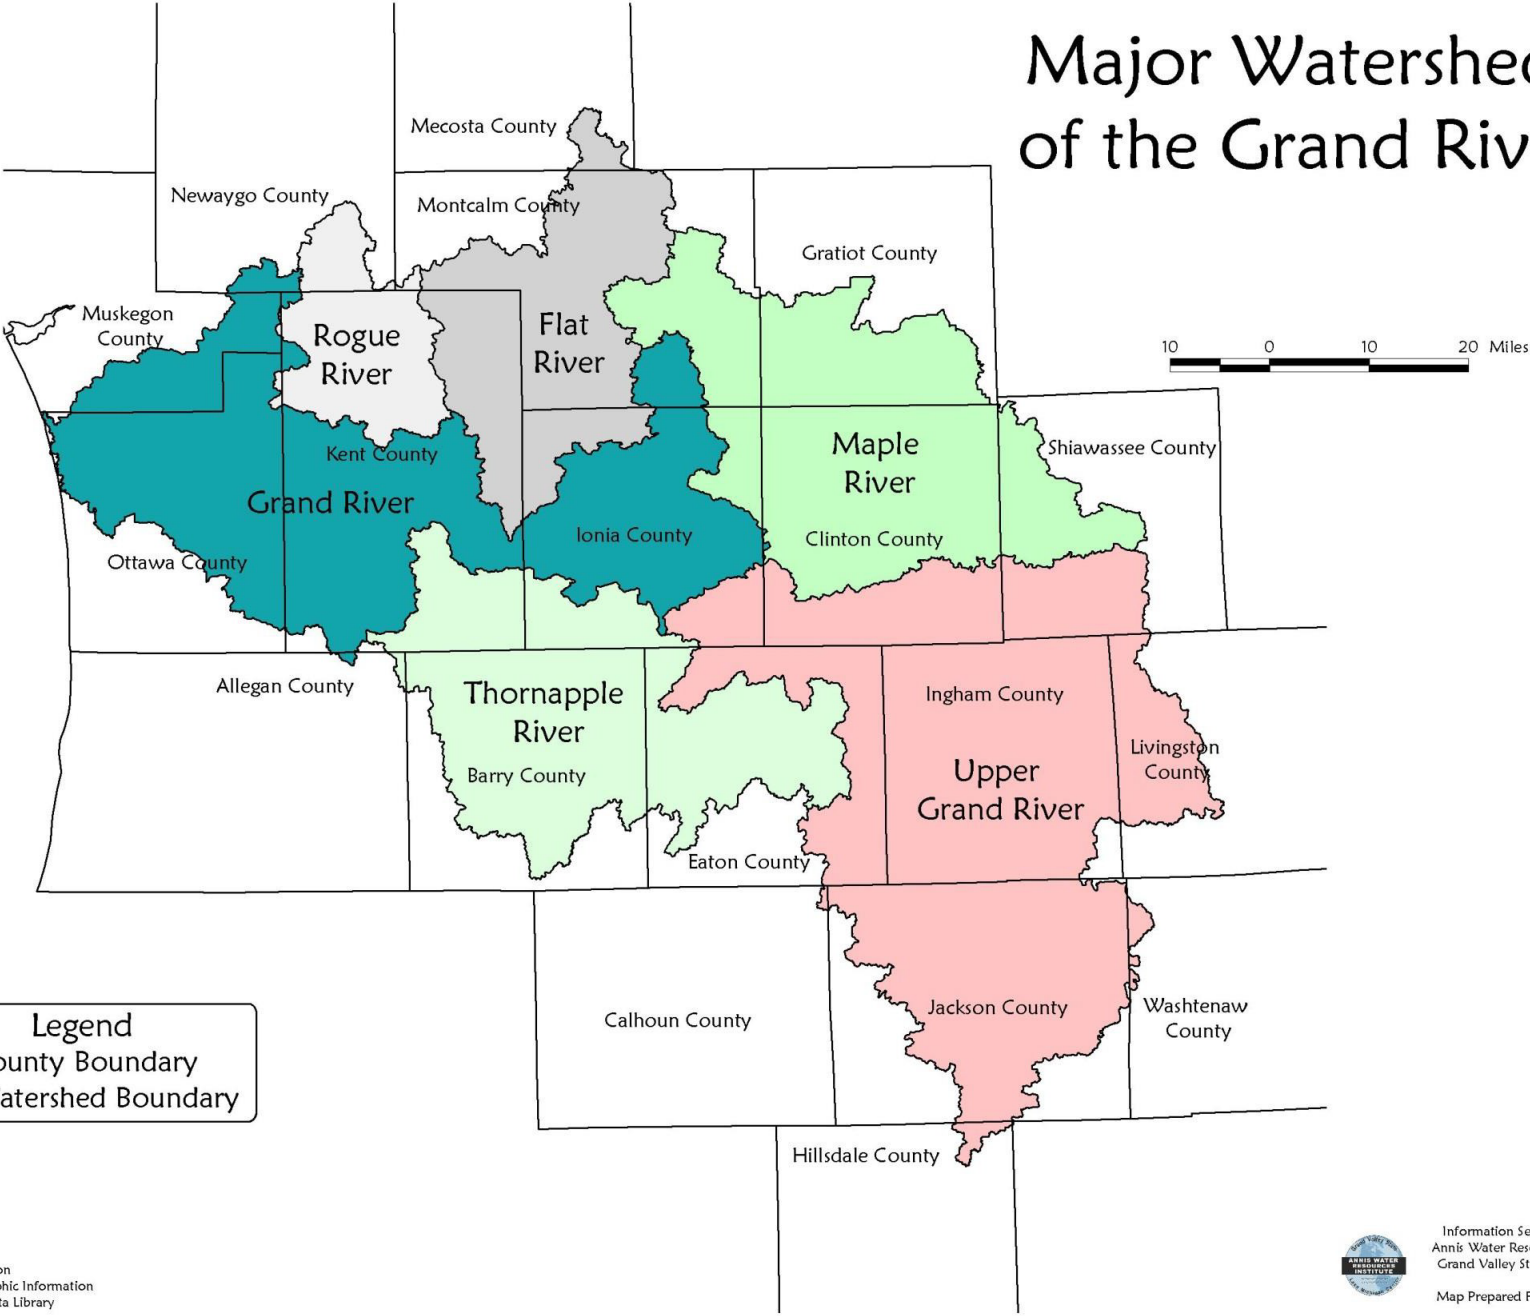 Major Watershed
of the Grand Riv
Mecosta County
Newaygo County
Montcalm County
Gratiot County
Muskegon
County
Rogue
River
Flat
River
10 0 10 20 Miles
Maple
River
Shiawassee County
Kent County
Grand River
Ionia County
Clinton County
Ottawa County
Allegan County
Thornapple
River
Ingham County
Barry County
Livingston
County
Upper
Grand River
Eaton County
Jackson County
Calhoun County
Washtenaw
County
Legend
ounty Boundary
atershed Boundary
Hillsdale County
on
phic Information
ta Library
ANNIS WATER
RESOURCES
INSTITUTE
Information Se
Annis Water Res
Grand Valley St
Map Prepared F